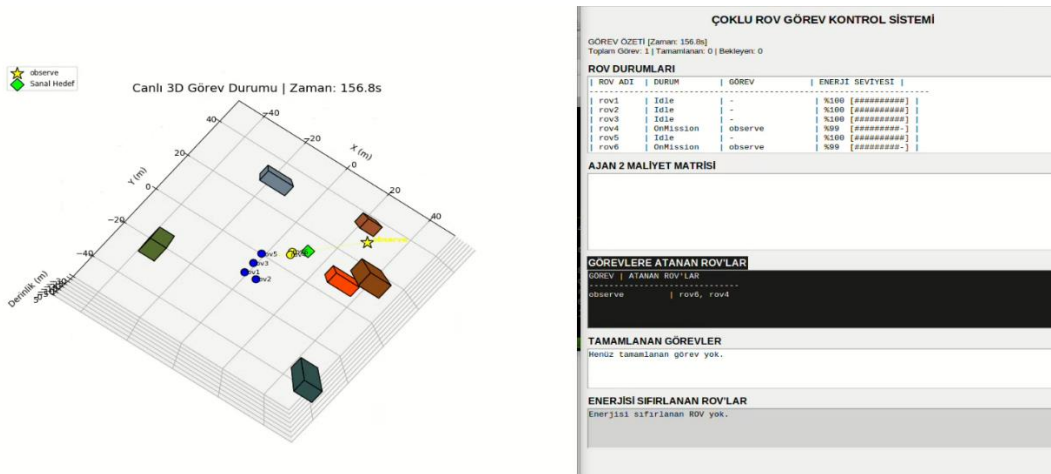 observe
Sanal Hedef
Canlı 3D Görev Durumu | Zaman: 156.8s
X (m)
Y (m)
Derinlik (m)
-40
-20
0
20
40
40
20
0
-20
-40
observe
rov5
rov3
rov1
rov2
ÇOKLU ROV GÖREV KONTROL SİSTEMİ
GÖREV ÖZETİ [Zaman: 156.8s]
Toplam Görev: 1 | Tamamlanan: 0 | Bekleyen: 0
ROV DURUMLARI
| ROV ADI | DURUM | GÖREV | ENERJİ SEVİYESİ |
| rov1 | Idle | - | %100 [##########] |
| rov2 | Idle | - | %100 [##########] |
| rov3 | Idle | - | %100 [##########] |
| rov4 | OnMission | observe | %99 [#########-] |
| rov5 | Idle | - | %100 [##########] |
| rov6 | OnMission | observe | %99 [#########-] |
AJAN 2 MALİYET MATRİSİ
GÖREVLERE ATANAN ROV'LAR
GÖREV | ATANAN ROV'LAR
------------------------------
observe | rov6, rov4
TAMAMLANAN GÖREVLER
Henüz tamamlanan görev yok.
ENERJİSİ SIFIRLANAN ROV'LAR
Enerjisi sıfırlanan ROV yok.